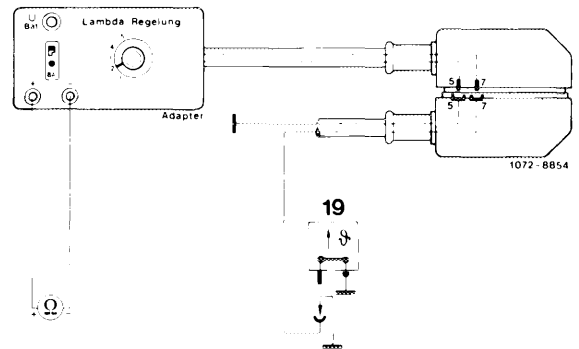 U
Bat
Lambda Regelung
8A
+
−
Adapter
5 7
5 7
1072-8854
19
ϑ
Ω
+ −